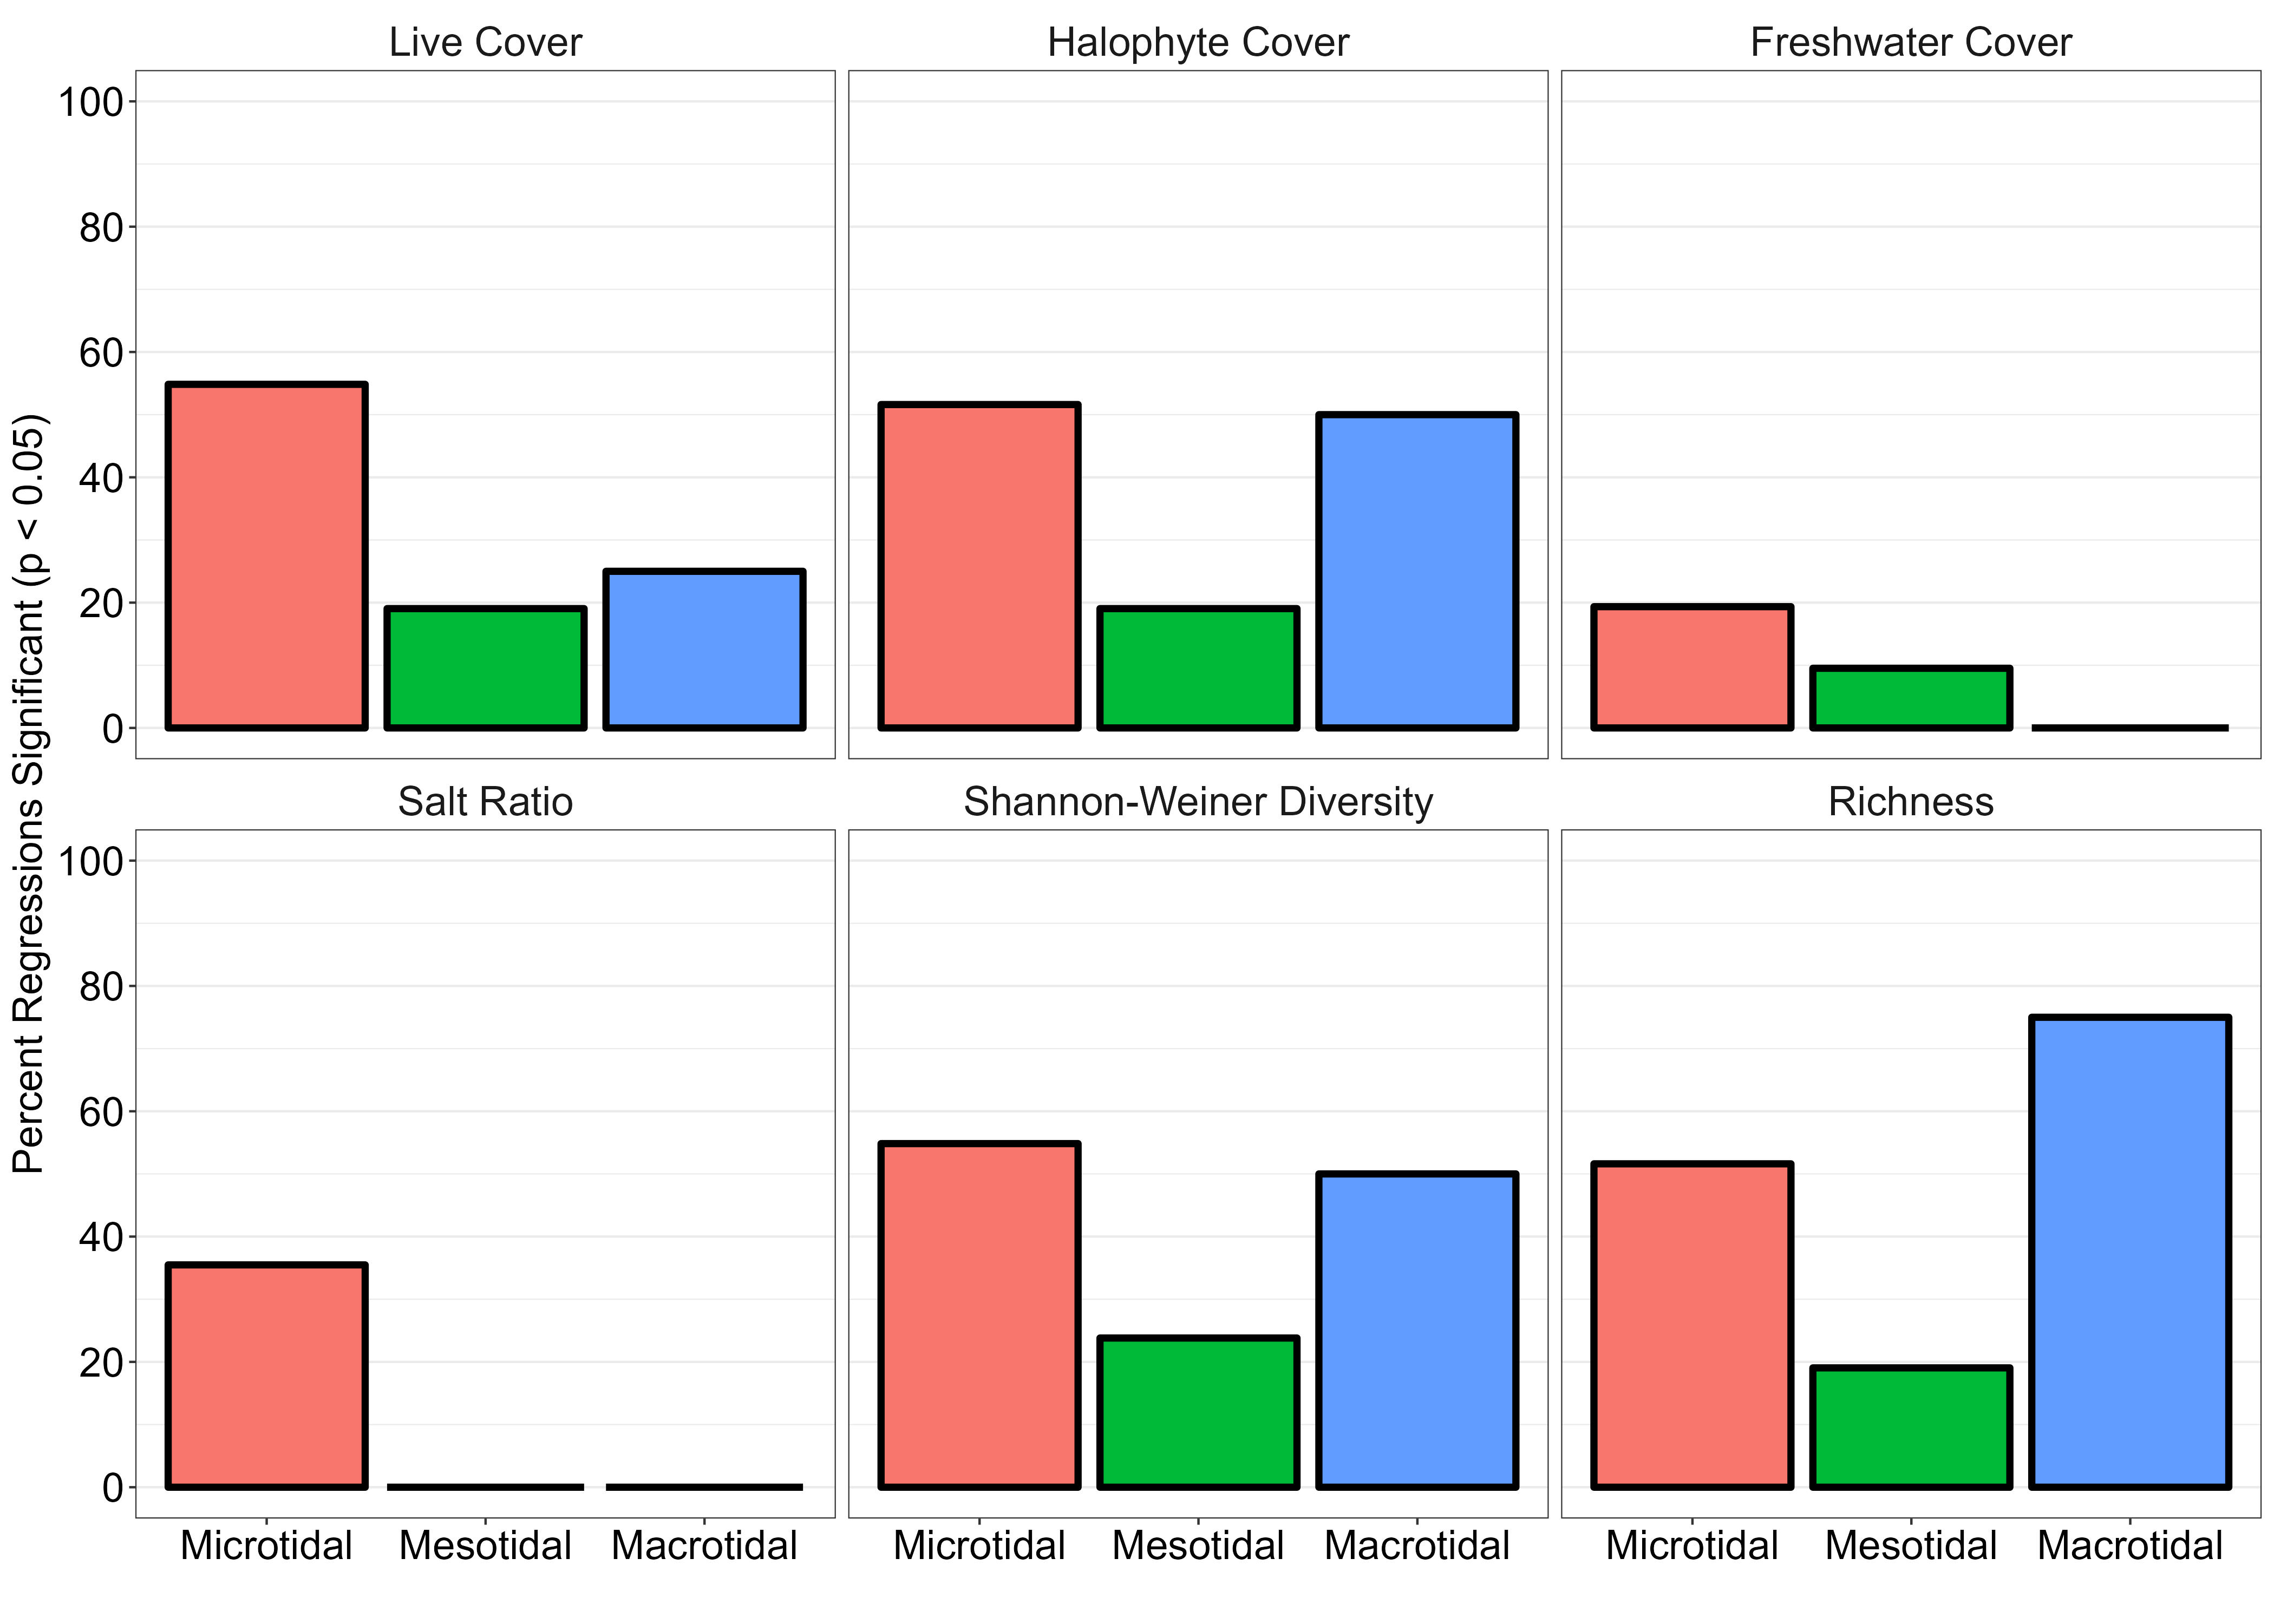 Live Cover
Halophyte Cover
Freshwater Cover
100
80
60
40
20
0
Percent Regressions Significant (p < 0.05)
Salt Ratio
Shannon-Weiner Diversity
Richness
100
80
60
40
20
0
Microtidal Mesotidal Macrotidal
Microtidal Mesotidal Macrotidal
Microtidal Mesotidal Macrotidal